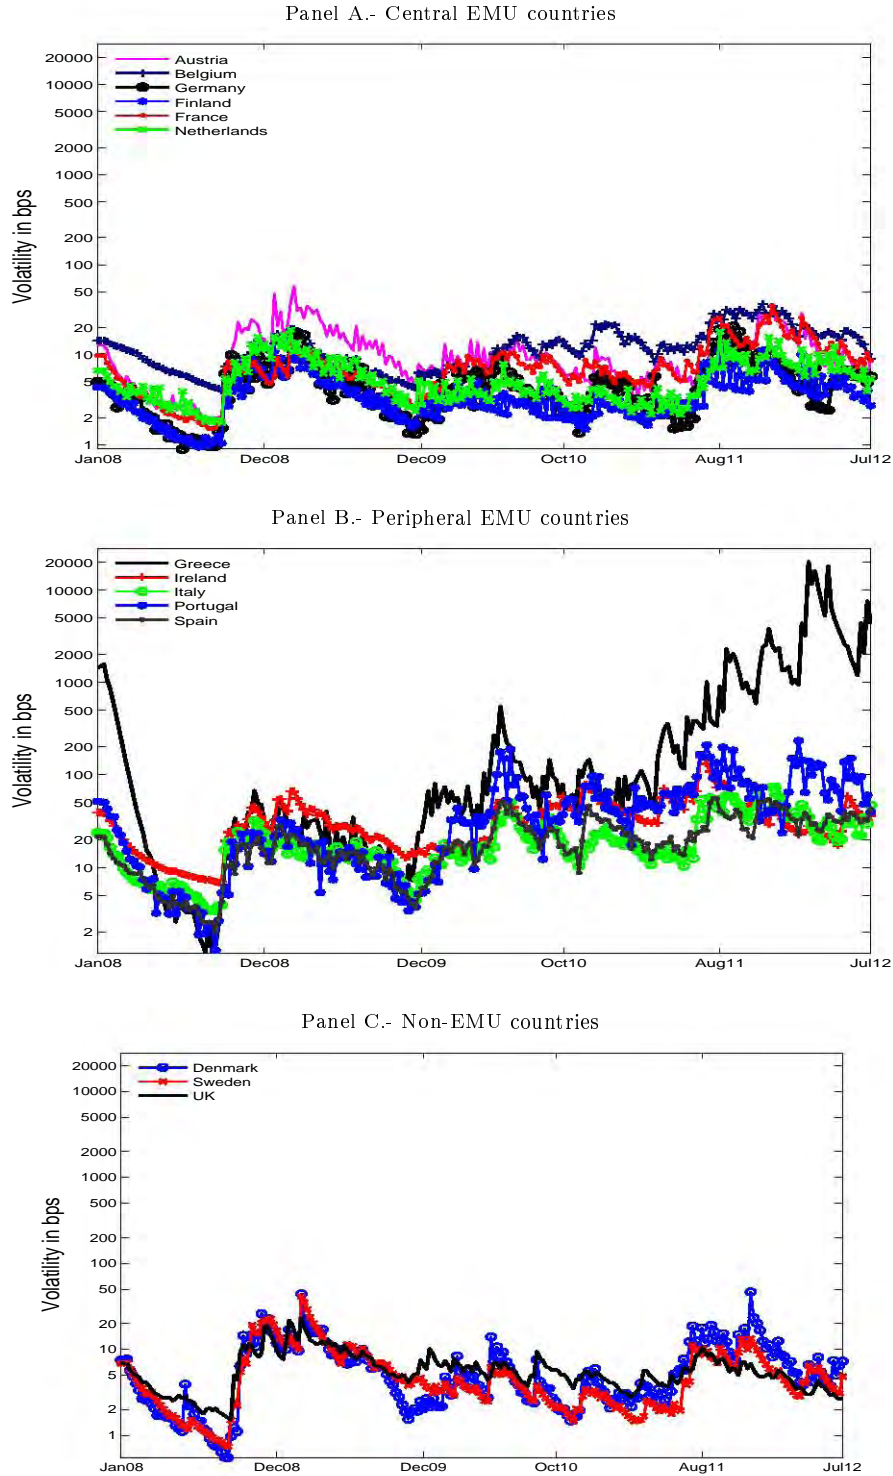 Panel A.- Central EMU countries
20000
10000
5000
2000
1000
500
200
100
50
20
10
5
2
1
Volatility in bps
Austria
Belgium
Germany
Finland
France
Netherlands
Jan08 Dec08 Dec09 Oct10 Aug11 Jul12
Panel B.- Peripheral EMU countries
20000
10000
5000
2000
1000
500
200
100
50
20
10
5
2
Volatility in bps
Greece
Ireland
Italy
Portugal
Spain
Jan08 Dec08 Dec09 Oct10 Aug11 Jul12
Panel C.- Non-EMU countries
20000
10000
5000
2000
1000
500
200
100
50
20
10
5
2
1
Volatility in bps
Denmark
Sweden
UK
Jan08 Dec08 Dec09 Oct10 Aug11 Jul12